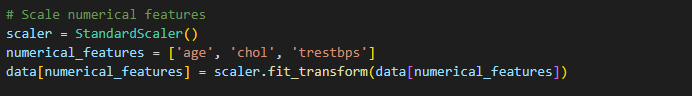 # Scale numerical features
scaler = StandardScaler()
numerical_features = ['age', 'chol', 'trestbps']
data[numerical_features] = scaler.fit_transform(data[numerical_features])